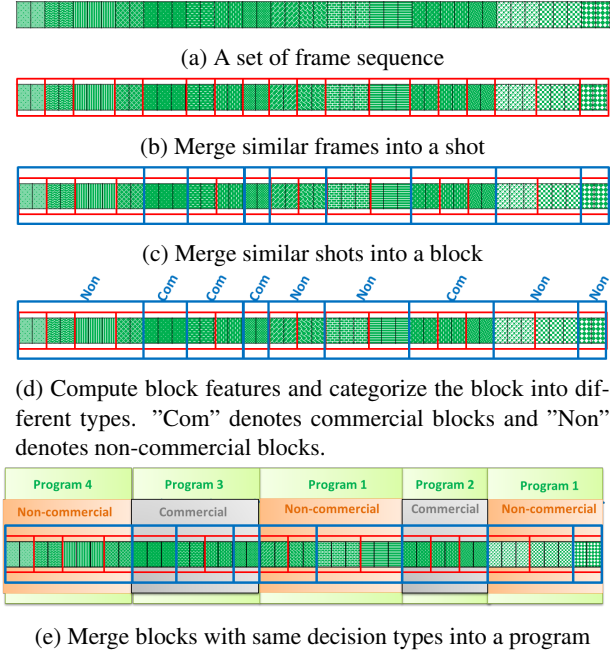 (a) A set of frame sequence
(b) Merge similar frames into a shot
(c) Merge similar shots into a block
Non Com Com Com Non Non Com Non Non
(d) Compute block features and categorize the block into dif-
ferent types. ”Com” denotes commercial blocks and ”Non”
denotes non-commercial blocks.
Program 4 Program 3 Program 1 Program 2 Program 1
Non-commercial Commercial Non-commercial Commercial Non-commercial
(e) Merge blocks with same decision types into a program